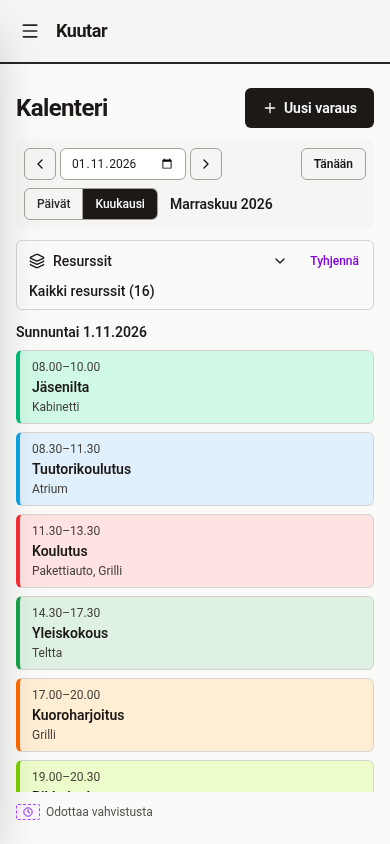 Kuutar
Kalenteri
Uusi varaus
01.11.2026
Tänään
Päivät
Kuukausi
Marraskuu 2026
Resurssit
Tyhjennä
Kaikki resurssit (16)
Sunnuntai 1.11.2026
08.00–10.00
Jäsenilta
Kabinetti
08.30–11.30
Tuutorikoulutus
Atrium
11.30–13.30
Koulutus
Pakettiauto, Grilli
14.30–17.30
Yleiskokous
Teltta
17.00–20.00
Kuoroharjoitus
Grilli
19.00–20.30
Odottaa vahvistusta